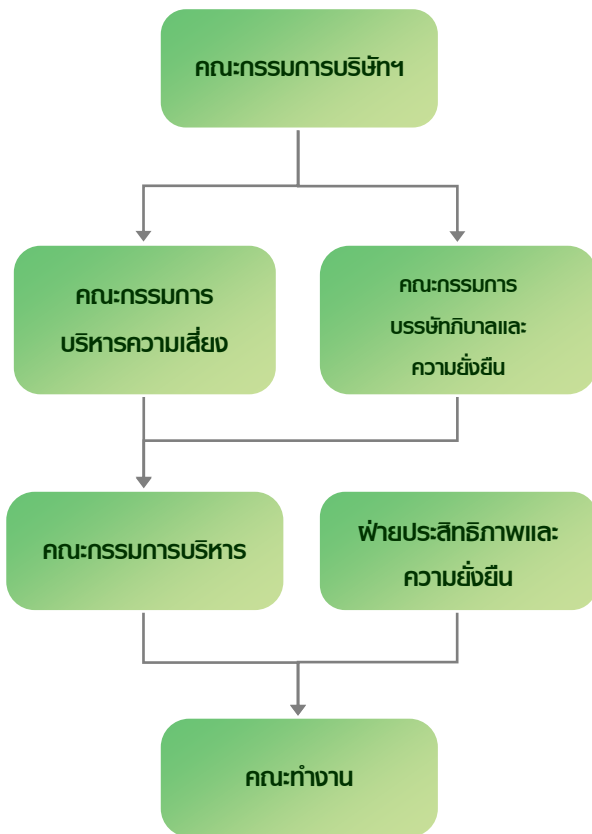 คณะกรรมการบริษัทฯ
คณะกรรมการ
บริหารความเสี่ยง
คณะกรรมการ
บรรษัทภิบาลและ
ความยั่งยืน
คณะกรรมการบริหาร
ฝ่ายประสิทธิภาพและ
ความยั่งยืน
คณะทำงาน